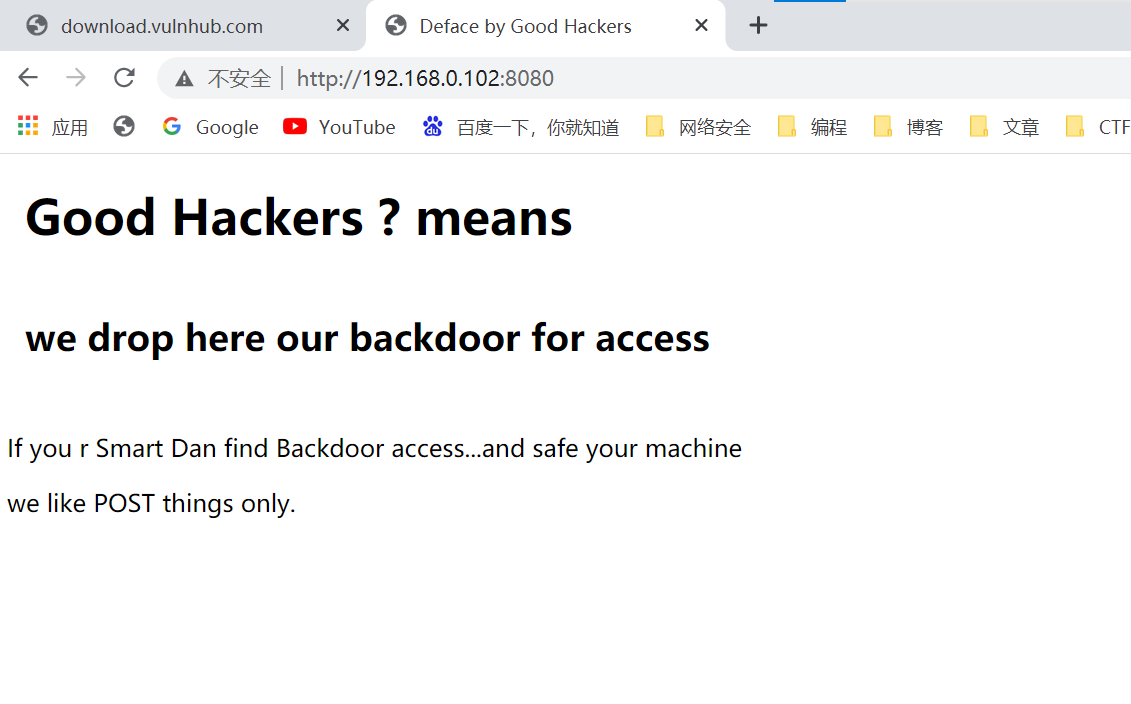 download.vulnhub.com
Deface by Good Hackers
不安全 http://192.168.0.102:8080
应用 Google YouTube 百度一下，你就知道 网络安全 编程 博客 文章 CTF
Good Hackers ? means
we drop here our backdoor for access
If you r Smart Dan find Backdoor access...and safe your machine
we like POST things only.